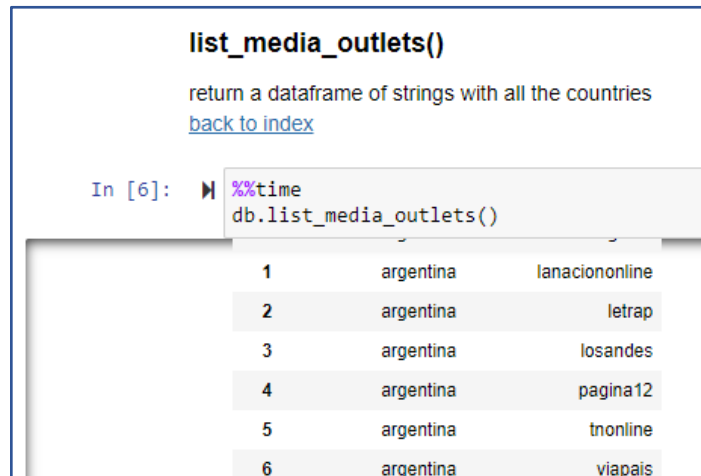 list_media_outlets()
return a dataframe of strings with all the countries
back to index
In [6]: %%time
db.list_media_outlets()
1 argentina lanaciononline
2 argentina letrap
3 argentina losandes
4 argentina pagina12
5 argentina tnonline
6 argentina viapais